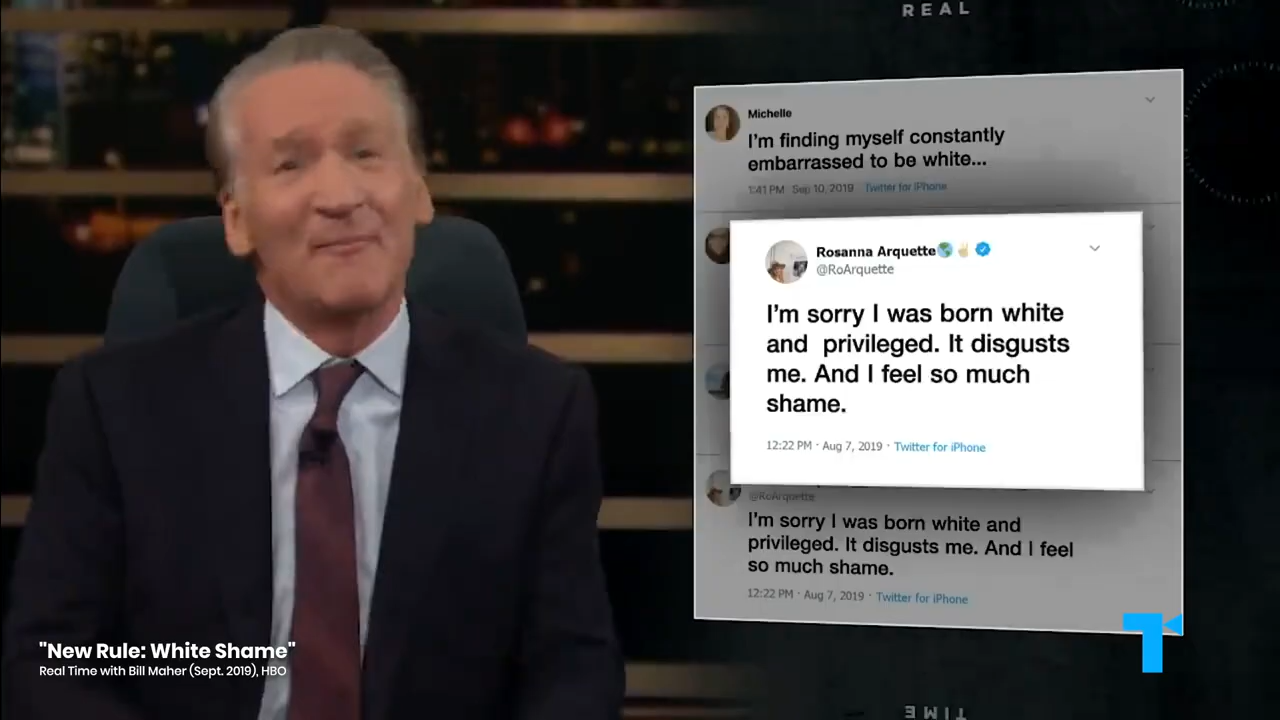 REAL
Michelle
I'm finding myself constantly
embarrassed to be white...
1:41 PM Sep 10, 2019 Twitter for iPhone
Rosanna Arquette🌎✌🏼
@RoArquette
I'm sorry I was born white
and privileged. It disgusts
me. And I feel so much
shame.
12:22 PM · Aug 7, 2019 · Twitter for iPhone
@RoArquette
I'm sorry I was born white and
privileged. It disgusts me. And I feel
so much shame.
12:22 PM · Aug 7, 2019 · Twitter for iPhone
"New Rule: White Shame"
Real Time with Bill Maher (Sept. 2019), HBO
T
TIME